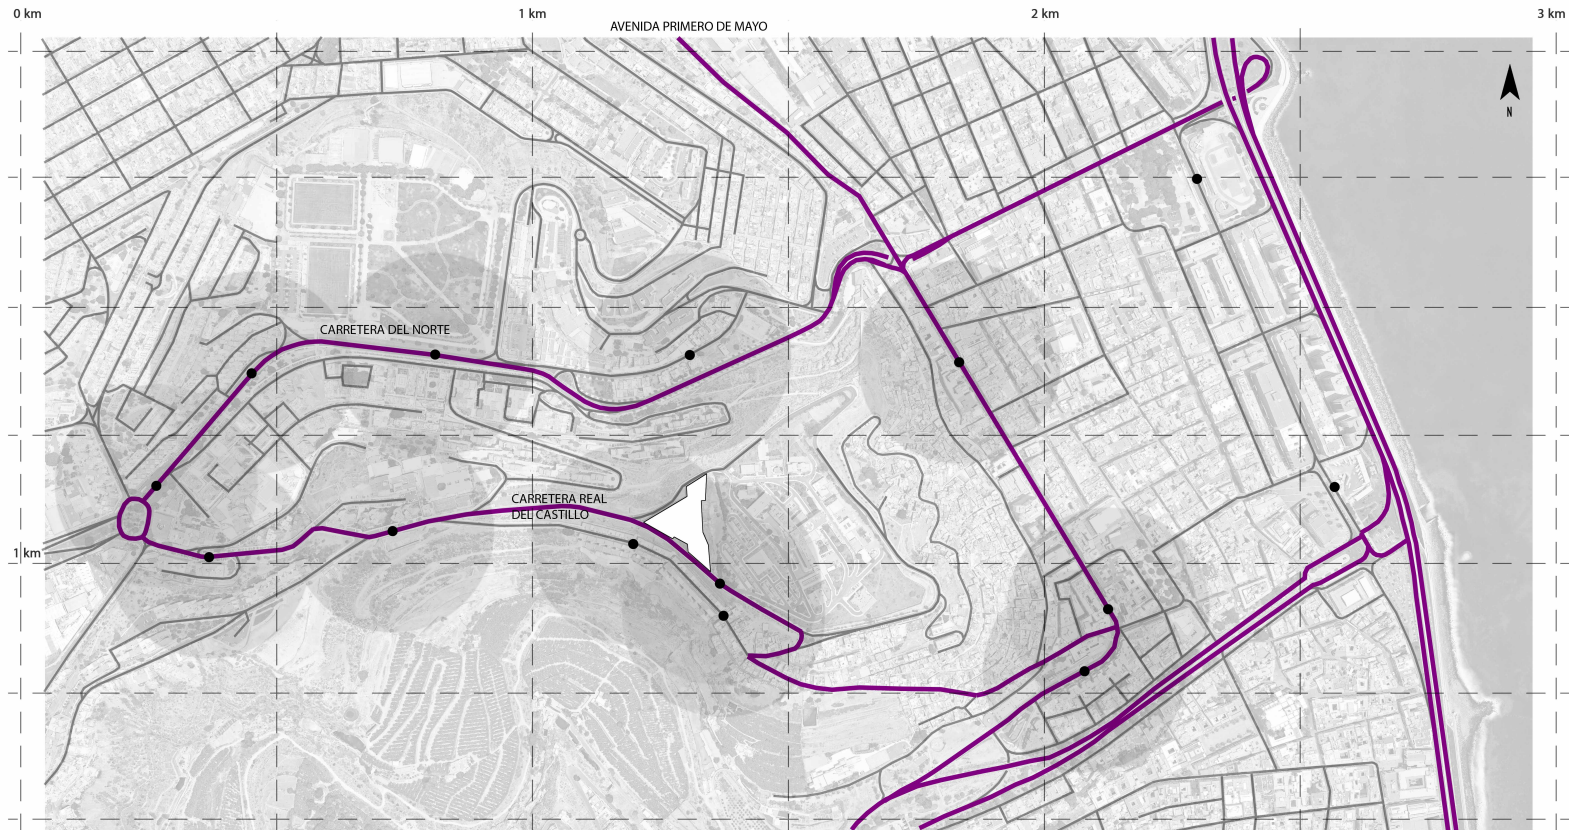 0 km
1 km
2 km
3 km
AVENIDA PRIMERO DE MAYO
N
CARRETERA DEL NORTE
CARRETERA REAL
DEL CASTILLO
1 km